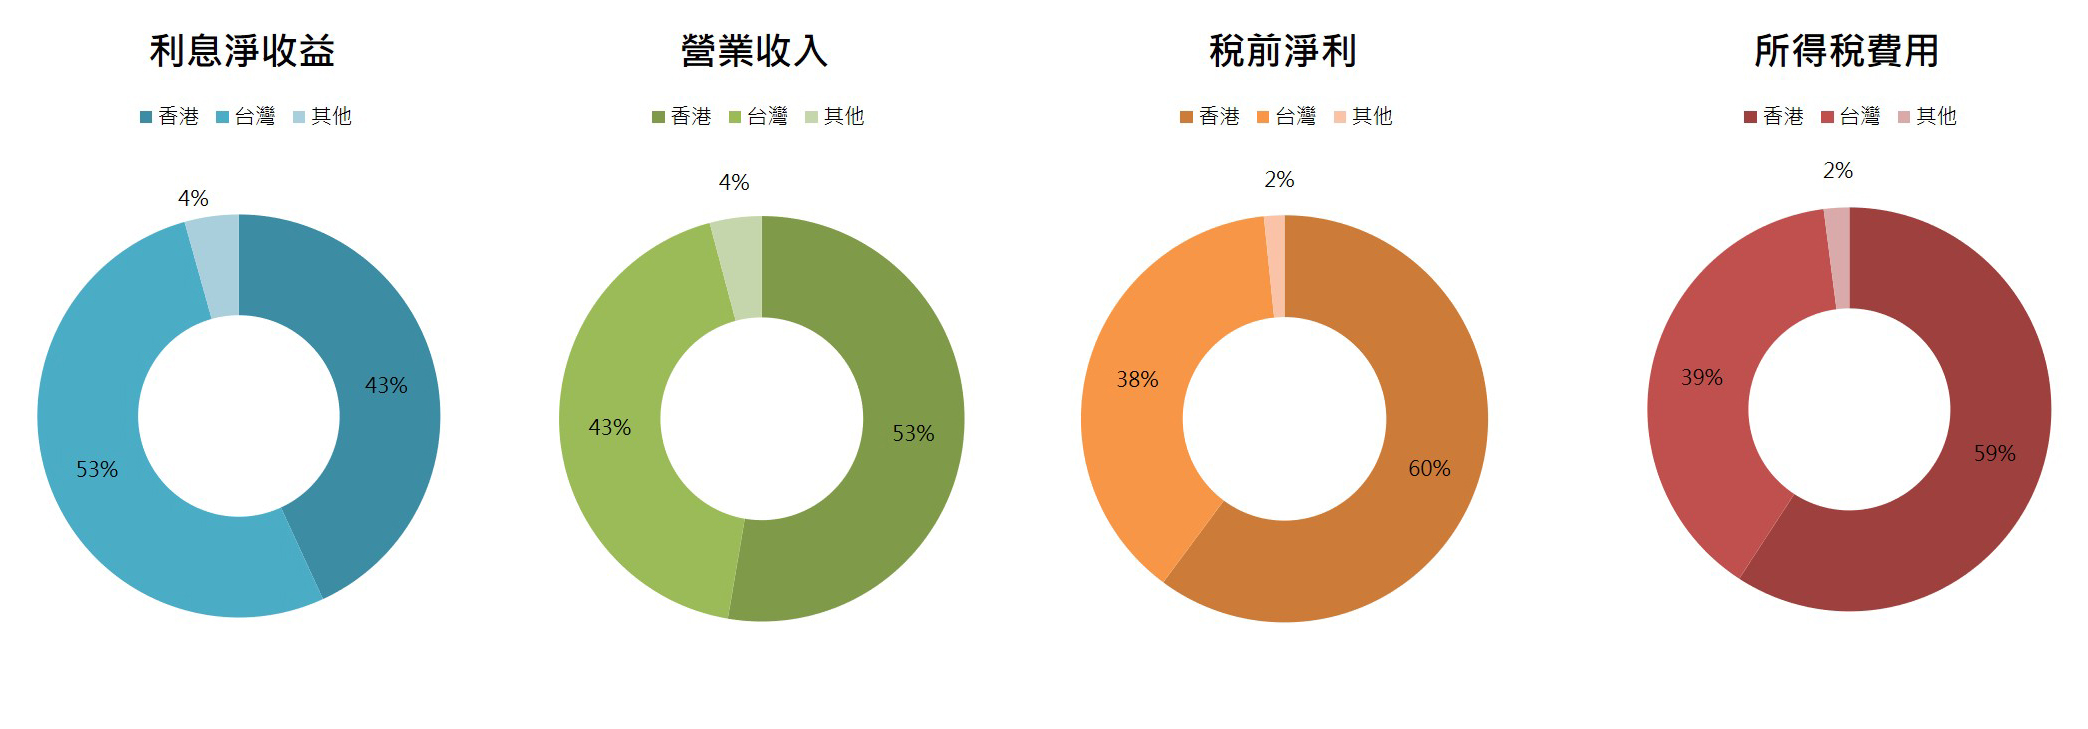 利息淨收益
香港 台灣 其他
4%
43%
53%
營業收入
香港 台灣 其他
4%
43%
53%
稅前淨利
香港 台灣 其他
2%
38%
60%
所得稅費用
香港 台灣 其他
2%
39%
59%